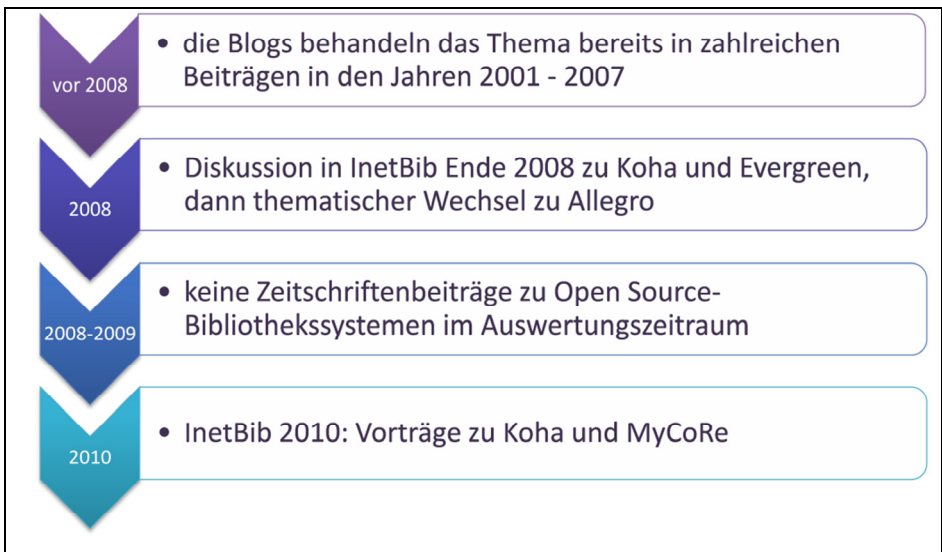 vor 2008
• die Blogs behandeln das Thema bereits in zahlreichen
Beiträgen in den Jahren 2001 - 2007
2008
• Diskussion in InetBib Ende 2008 zu Koha und Evergreen,
dann thematischer Wechsel zu Allegro
2008-2009
• keine Zeitschriftenbeiträge zu Open Source-
Bibliothekssystemen im Auswertungszeitraum
2010
• InetBib 2010: Vorträge zu Koha und MyCoRe